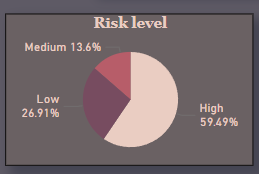 Risk level
Medium 13.6%
Low
26.91%
High
59.49%